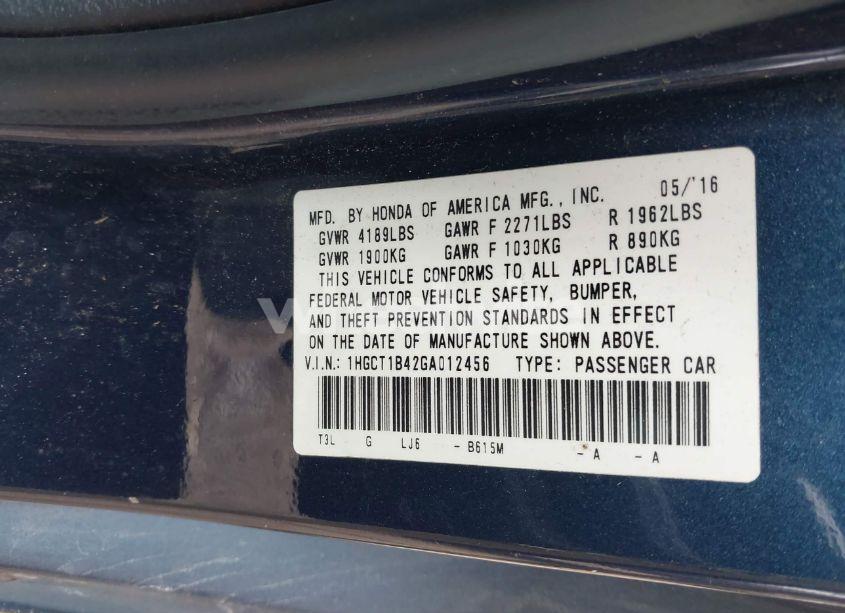 MFD. BY HONDA OF AMERICA MFG., INC. 05/'16
GVWR 4189LBS GAWR F 2271LBS R 1962LBS
GVWR 1900KG GAWR F 1030KG R 890KG
THIS VEHICLE CONFORMS TO ALL APPLICABLE
FEDERAL MOTOR VEHICLE SAFETY, BUMPER,
AND THEFT PREVENTION STANDARDS IN EFFECT
ON THE DATE OF MANUFACTURE SHOWN ABOVE.
V.I.N.: 1HGCT1B42GA012456 TYPE: PASSENGER CAR
T3L G LJ6 - B615M -A -A